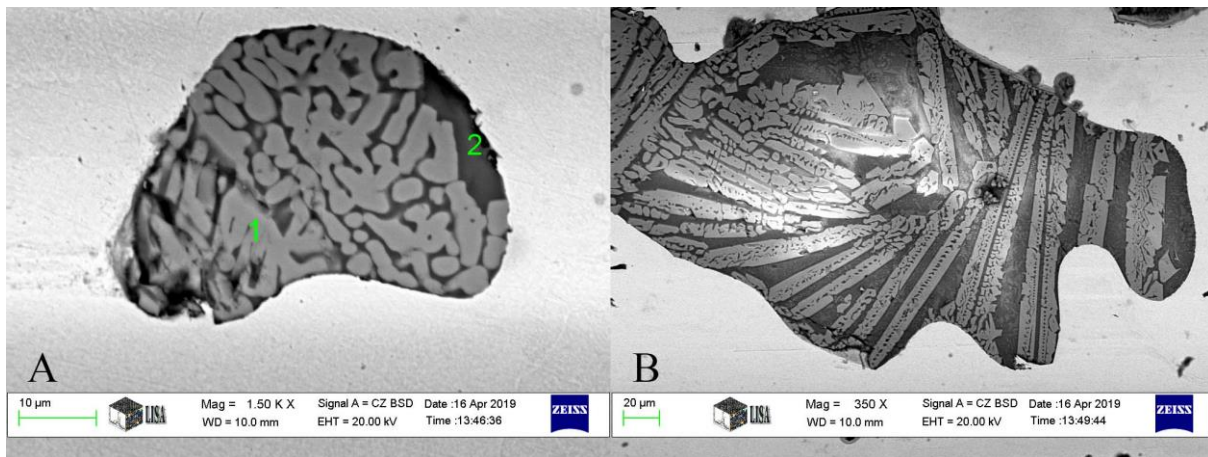 1
2
A
10 µm
LISA
Mag = 1.50 K X
WD = 10.0 mm
Signal A = CZ BSD
EHT = 20.00 kV
Date :16 Apr 2019
Time :13:46:36
ZEISS
B
20 µm
LISA
Mag = 350 X
WD = 10.0 mm
Signal A = CZ BSD
EHT = 20.00 kV
Date :16 Apr 2019
Time :13:49:44
ZEISS